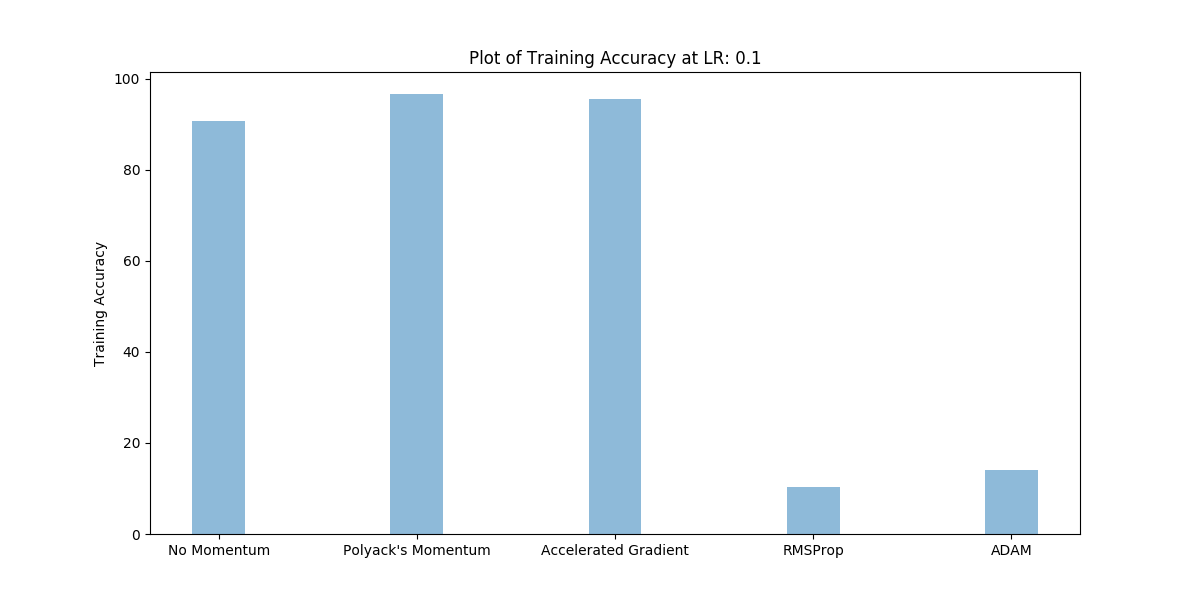 Plot of Training Accuracy at LR: 0.1
Training Accuracy
100
80
60
40
20
0
No Momentum
Polyack's Momentum
Accelerated Gradient
RMSProp
ADAM